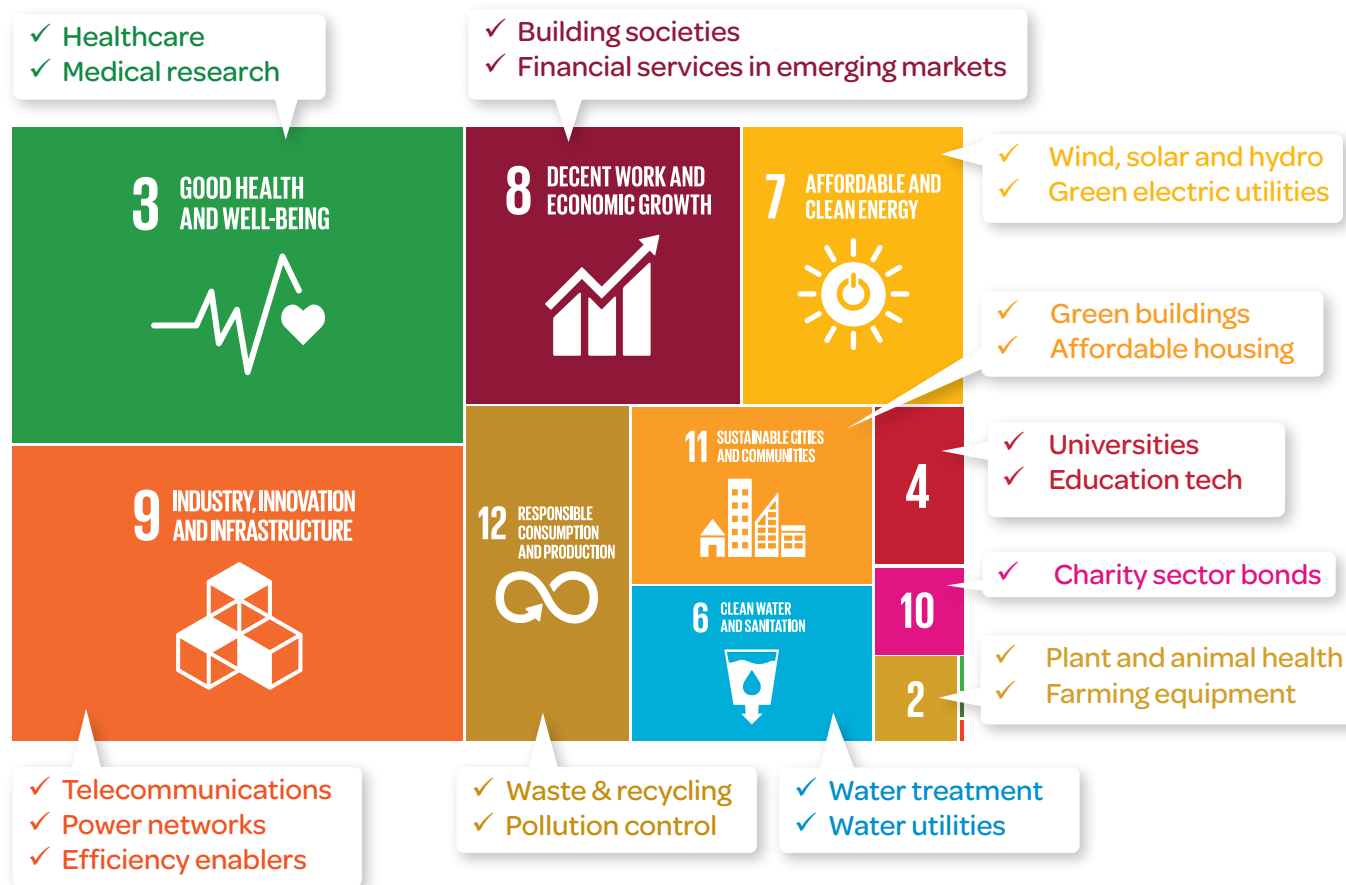 ✓ Healthcare
✓ Medical research
✓ Building societies
✓ Financial services in emerging markets
3 GOOD HEALTH
AND WELL-BEING
8 DECENT WORK AND
ECONOMIC GROWTH
7 AFFORDABLE AND
CLEAN ENERGY
✓ Wind, solar and hydro
✓ Green electric utilities
✓ Green buildings
✓ Affordable housing
9 INDUSTRY, INNOVATION
AND INFRASTRUCTURE
12 RESPONSIBLE
CONSUMPTION
AND PRODUCTION
11 SUSTAINABLE CITIES
AND COMMUNITIES
4
✓ Universities
✓ Education tech
6 CLEAN WATER
AND SANITATION
10
✓ Charity sector bonds
2
✓ Plant and animal health
✓ Farming equipment
✓ Telecommunications
✓ Power networks
✓ Efficiency enablers
✓ Waste & recycling
✓ Pollution control
✓ Water treatment
✓ Water utilities